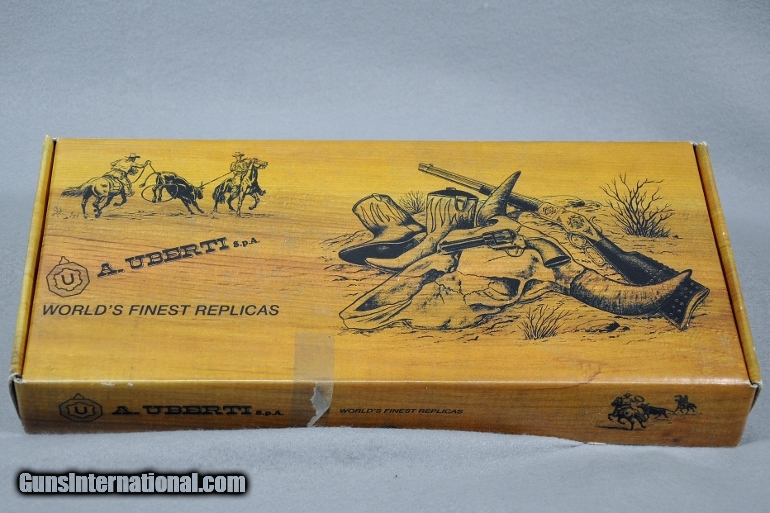 U
A. UBERTI S.p.A.
WORLD'S FINEST REPLICAS
U
A. UBERTI S.p.A.
WORLD'S FINEST REPLICAS
GunsInternational.com